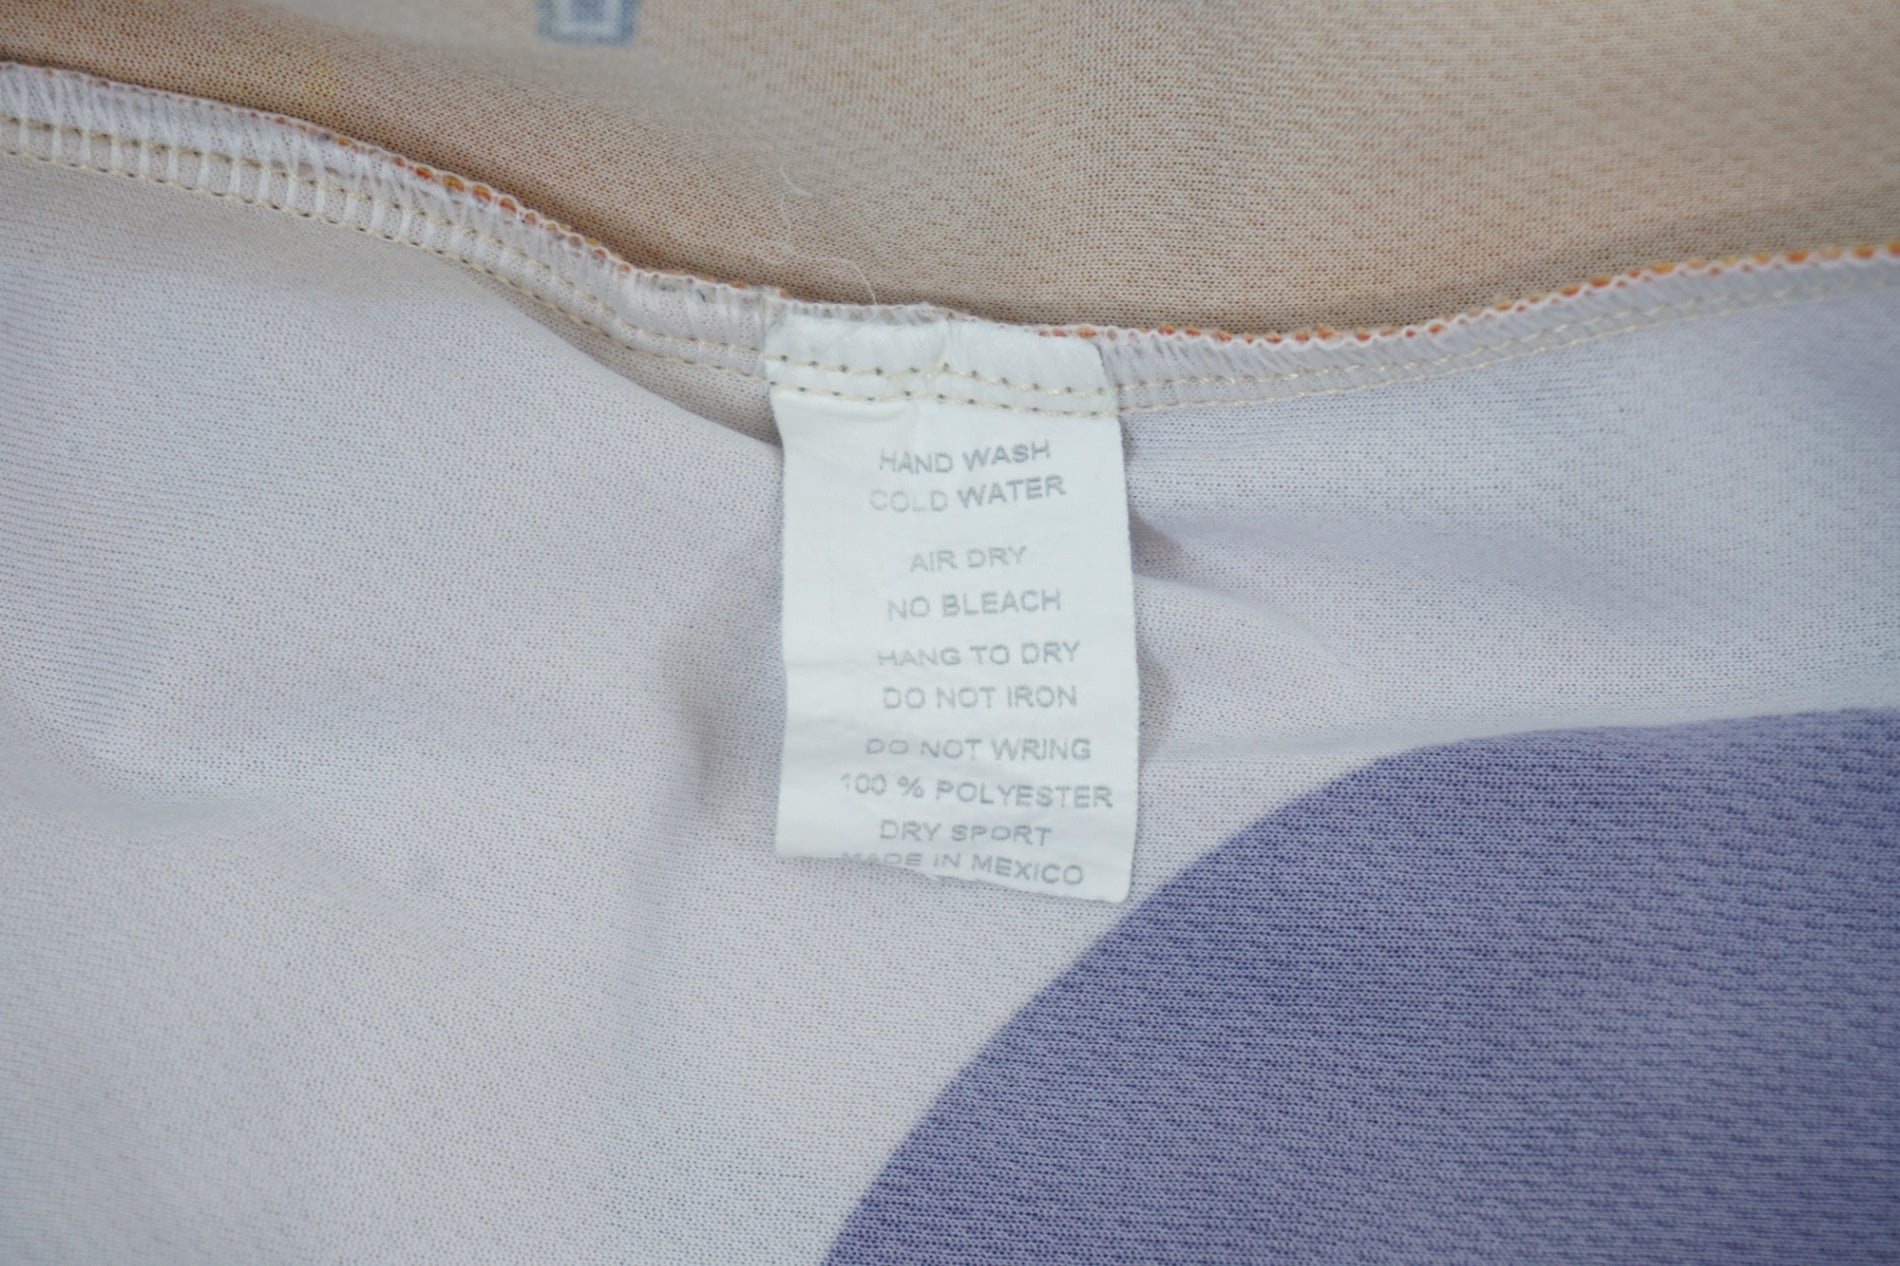 HAND WASH
COLD WATER
AIR DRY
NO BLEACH
HANG TO DRY
DO NOT IRON
DO NOT WRING
100 % POLYESTER
DRY SPORT
MADE IN MEXICO